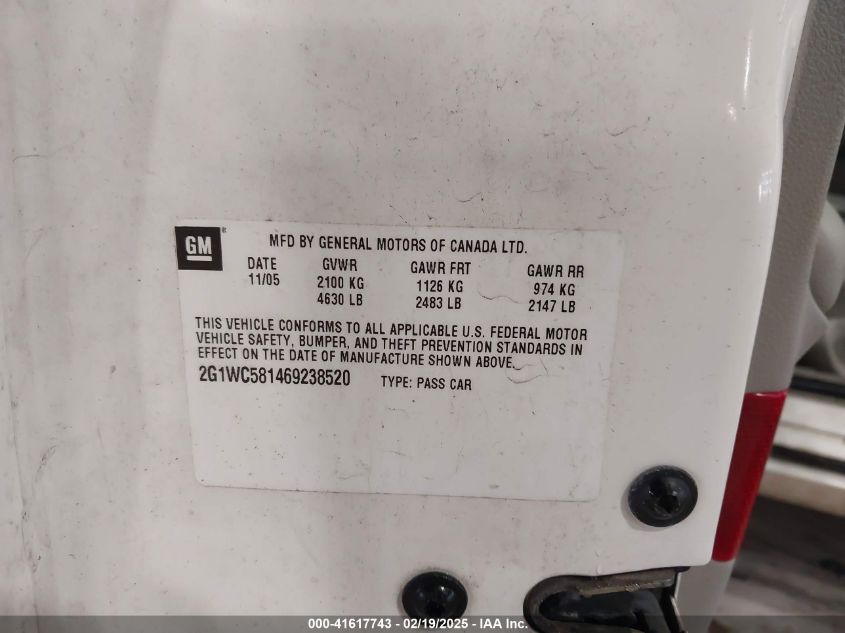 GM
MFD BY GENERAL MOTORS OF CANADA LTD.
DATE GVWR GAWR FRT GAWR RR
11/05 2100 KG 1126 KG 974 KG
4630 LB 2483 LB 2147 LB
THIS VEHICLE CONFORMS TO ALL APPLICABLE U.S. FEDERAL MOTOR
VEHICLE SAFETY, BUMPER, AND THEFT PREVENTION STANDARDS IN
EFFECT ON THE DATE OF MANUFACTURE SHOWN ABOVE.
2G1WC581469238520 TYPE: PASS CAR
000-41617743 - 02/19/2025 - IAA Inc.